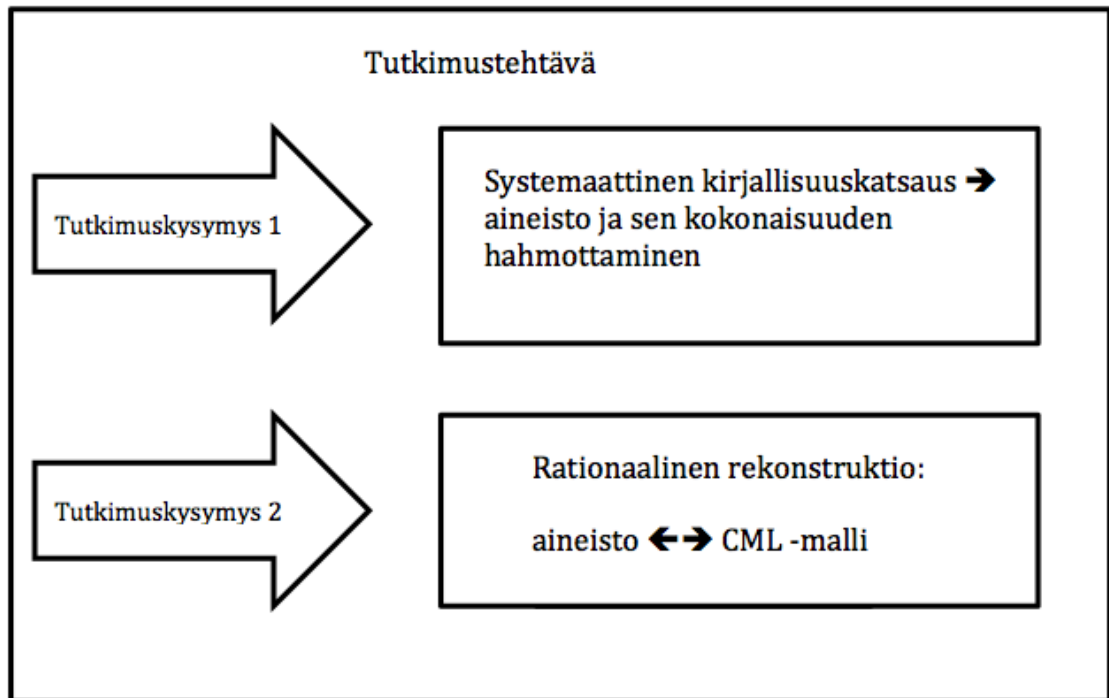 Tutkimustehtävä
Tutkimuskysymys 1
Systemaattinen kirjallisuuskatsaus ➔
aineisto ja sen kokonaisuuden
hahmottaminen
Tutkimuskysymys 2
Rationaalinen rekonstruktio:
aineisto 🡸➔ CML -malli